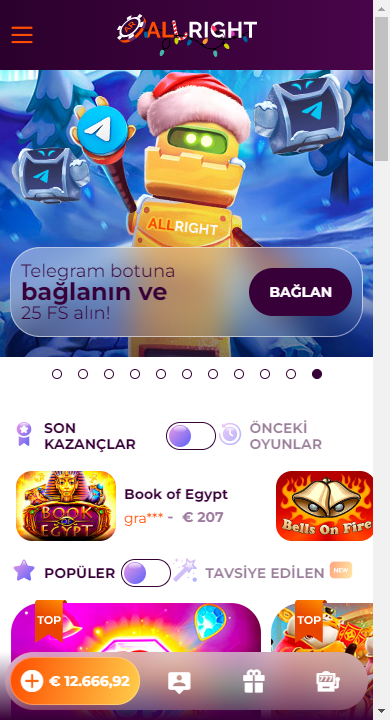 ALLRIGHT
ALLRIGHT
Telegram botuna
bağlanın ve
25 FS alın!
BAĞLAN
SON
KAZANÇLAR
ÖNCEKİ
OYUNLAR
BOOK
OF
EGYPT
Book of Egypt
gra*** - € 207
Bells On Fire
POPÜLER
TAVSİYE EDİLEN
NEW
TOP
TOP
€ 12.666,92
777